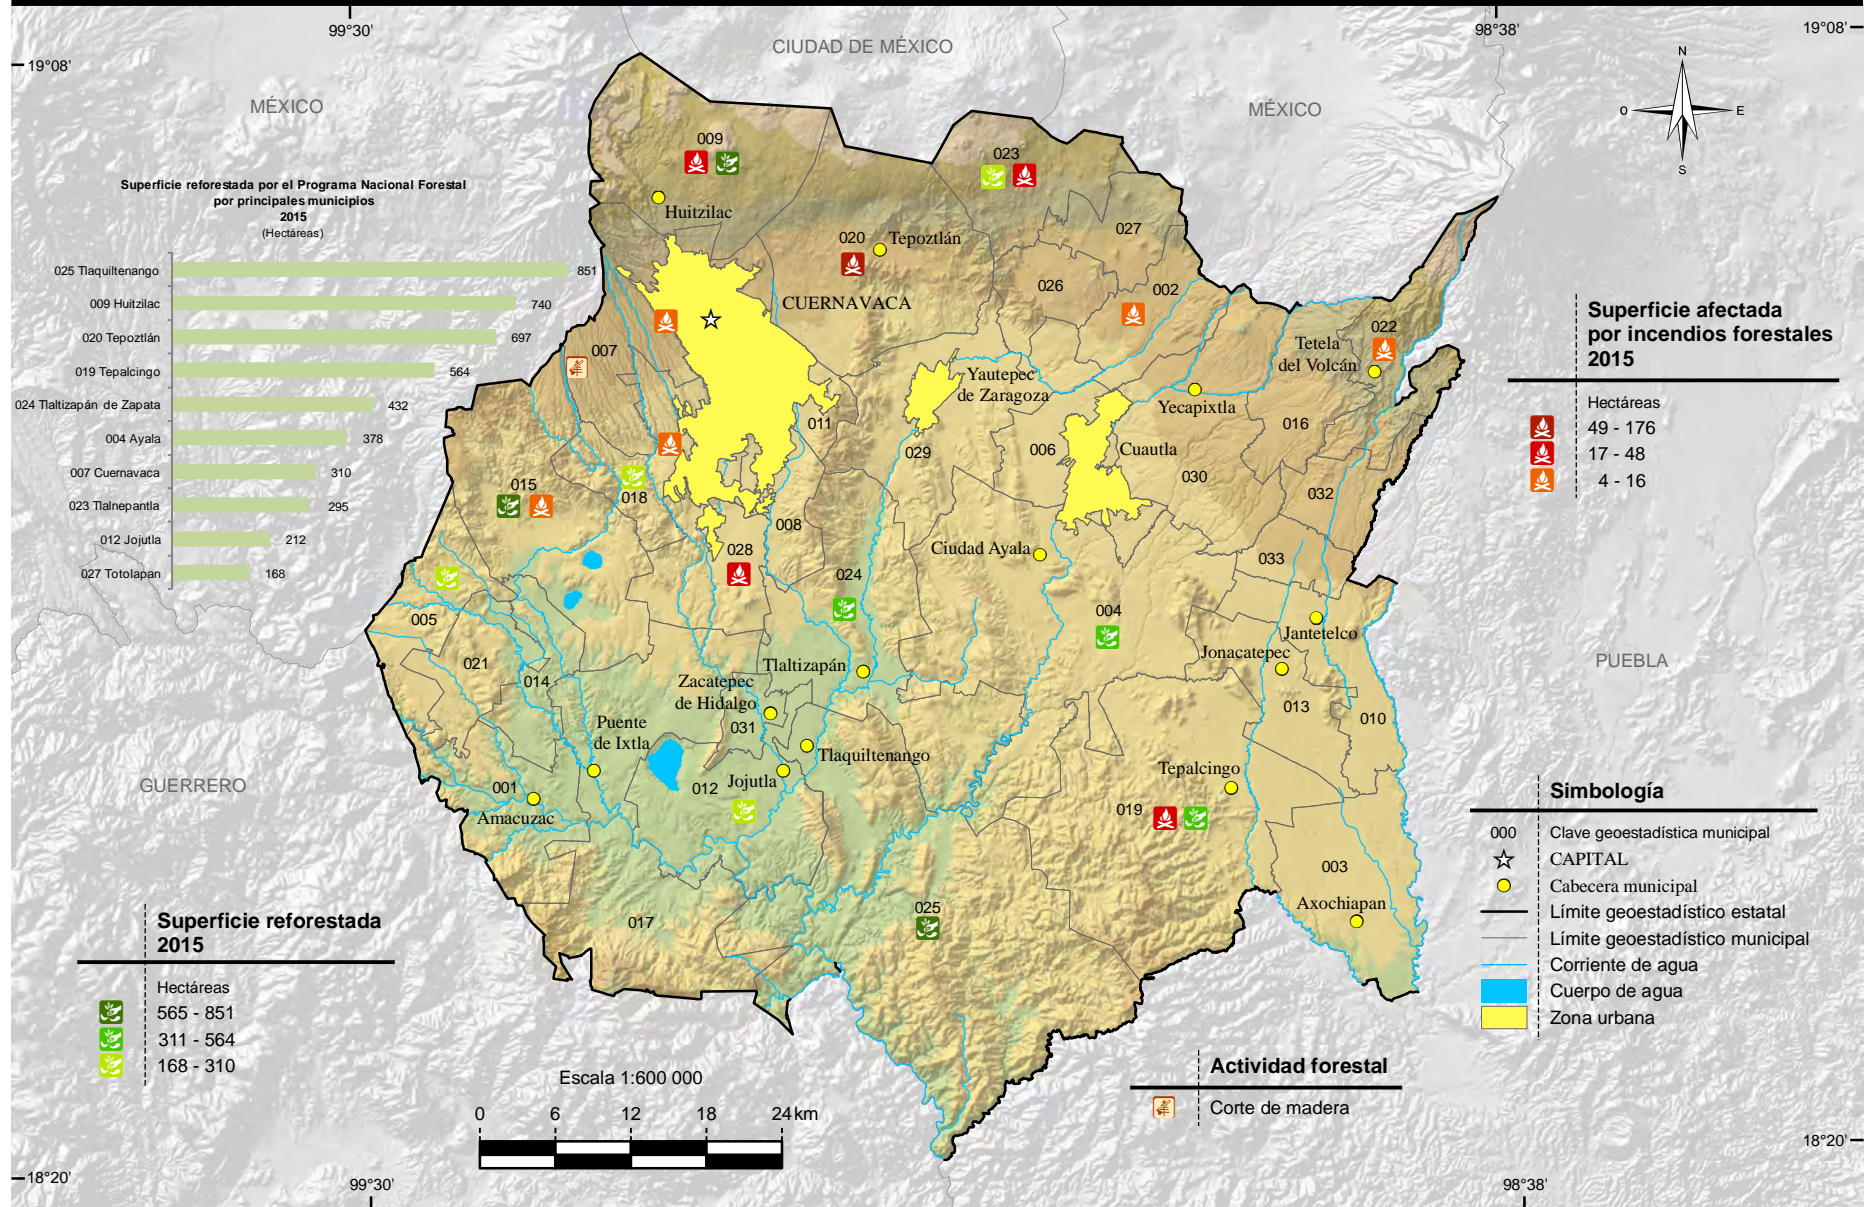 99°30'
98°38'
19°08'
19°08'
CIUDAD DE MÉXICO
MÉXICO
MÉXICO
N
O
E
S
Superficie reforestada por el Programa Nacional Forestal
por principales municipios
2015
(Hectáreas)
025 Tlaquiltenango 851
009 Huitzilac 740
020 Tepoztlán 697
019 Tepalcingo 564
024 Tlaltizapán de Zapata 432
004 Ayala 378
007 Cuernavaca 310
023 Tlalnepantla 295
012 Jojutla 212
027 Totolapan 168
009
023
Huitzilac
027
020
Tepoztlán
026
002
CUERNAVACA
022
Tetela
del Volcán
007
Yautepec
de Zaragoza
Yecapixtla
011
016
029
006
Cuautla
030
015
018
032
008
028
Ciudad Ayala
033
024
004
005
Jantetelco
021
Jonacatepec
014
Tlaltizapán
Zacatepec
de Hidalgo
013
010
Puente
de Ixtla
031
Tlaquiltenango
Tepalcingo
001
012
Jojutla
019
Amacuzac
003
Axochiapan
025
017
PUEBLA
GUERRERO
Superficie afectada
por incendios forestales
2015
Hectáreas
49 - 176
17 - 48
4 - 16
Simbología
000 Clave geoestadística municipal
CAPITAL
Cabecera municipal
Límite geoestadístico estatal
Límite geoestadístico municipal
Corriente de agua
Cuerpo de agua
Zona urbana
Superficie reforestada
2015
Hectáreas
565 - 851
311 - 564
168 - 310
Actividad forestal
Corte de madera
Escala 1:600 000
0 6 12 18 24 km
18°20'
18°20'
99°30'
98°38'